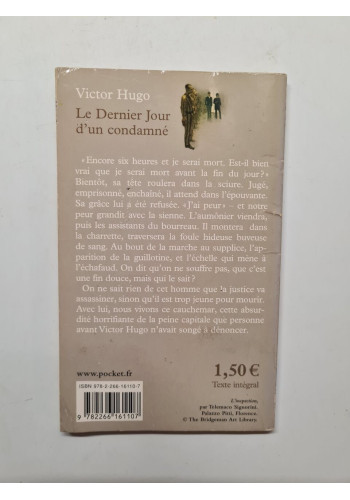 Victor Hugo
Le Dernier Jour
d'un condamné
« Encore six heures et je serai mort. Est-il bien
vrai que je serai mort avant la fin du jour ? »
Bientôt, sa tête roulera dans la sciure. Jugé,
emprisonné, enchaîné, il attend dans l'épouvante.
Sa grâce lui a été refusée. « J'ai peur » – et notre
peur grandit avec la sienne. L'aumônier viendra,
puis les assistants du bourreau. Il montera dans
la charrette, traversera la foule hideuse buveuse
de sang. Au bout de la marche au supplice, l'ap-
parition de la guillotine, et l'échelle qui mène à
l'échafaud. On dit qu'on ne souffre pas, que c'est
une fin douce, mais qui le sait ?
On ne sait rien de cet homme que la justice va
assassiner, sinon qu'il est trop jeune pour mourir.
Avec lui, nous vivons ce cauchemar, cette absur-
dité horrifiante de la peine capitale que personne
avant Victor Hugo n'avait songé à dénoncer.
www.pocket.fr
1,50 €
Texte intégral
ISBN 978-2-266-16110-7
9 782266 161107
L'Inspection,
par Telemaco Signorini.
Palazzo Pitti, Florence.
© The Bridgeman Art Library.